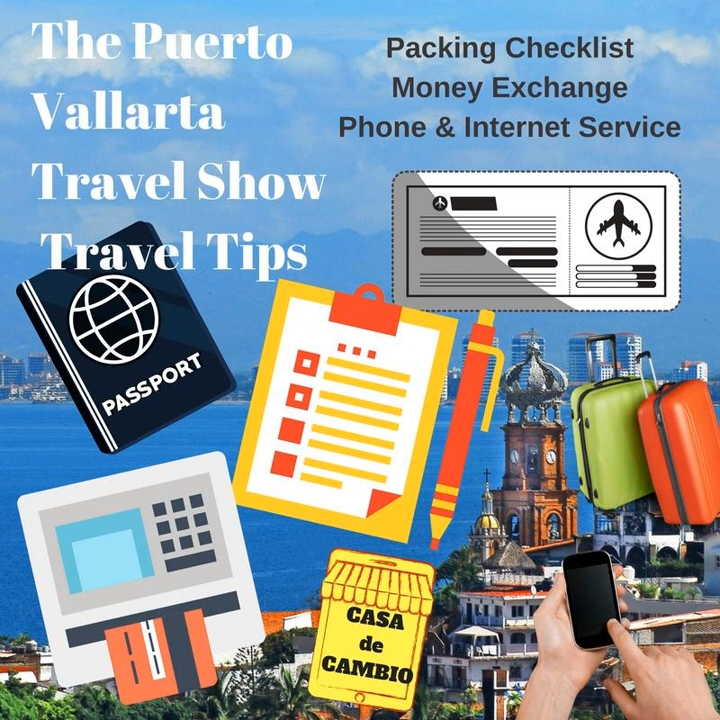 The Puerto
Vallarta
Travel Show
Travel Tips
Packing Checklist
Money Exchange
Phone & Internet Service
PASSPORT
CASA
de
CAMBIO